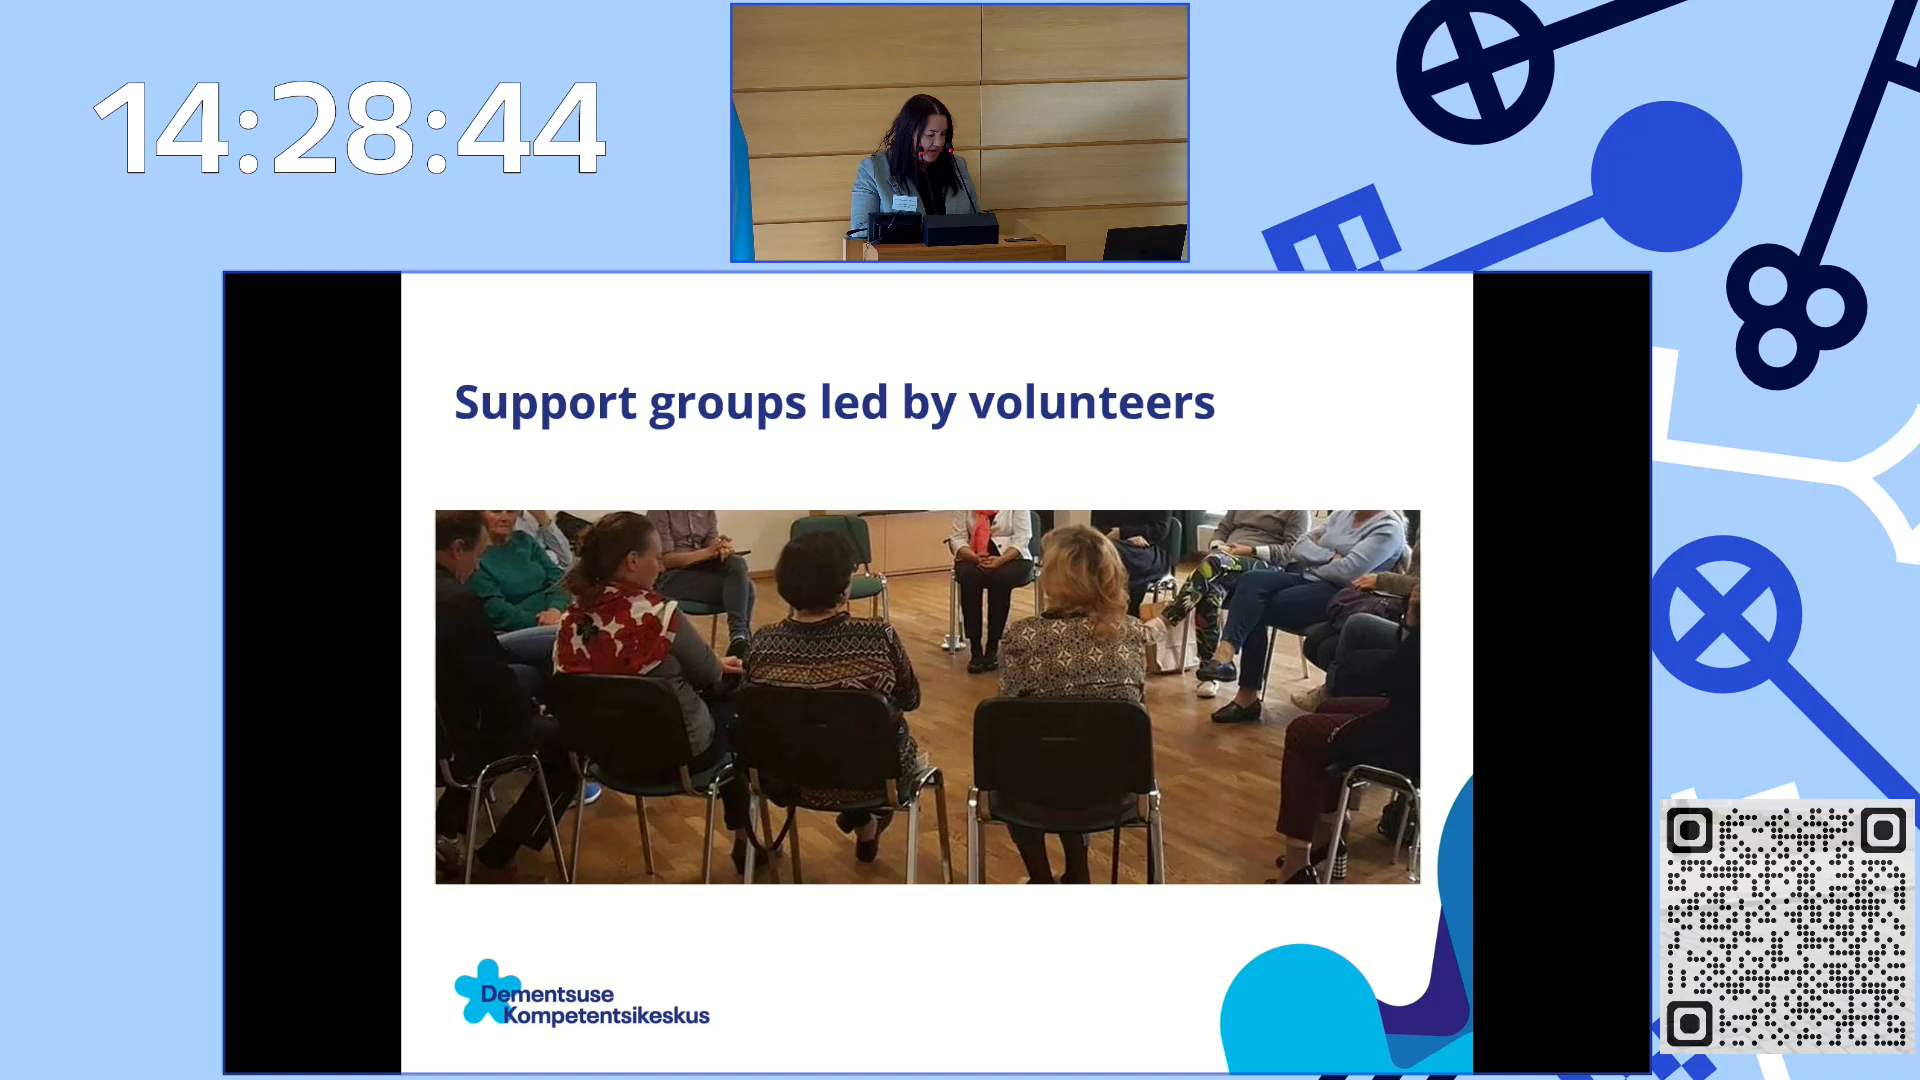 14:28:44
Support groups led by volunteers
Dementsuse
Kompetentsikeskus